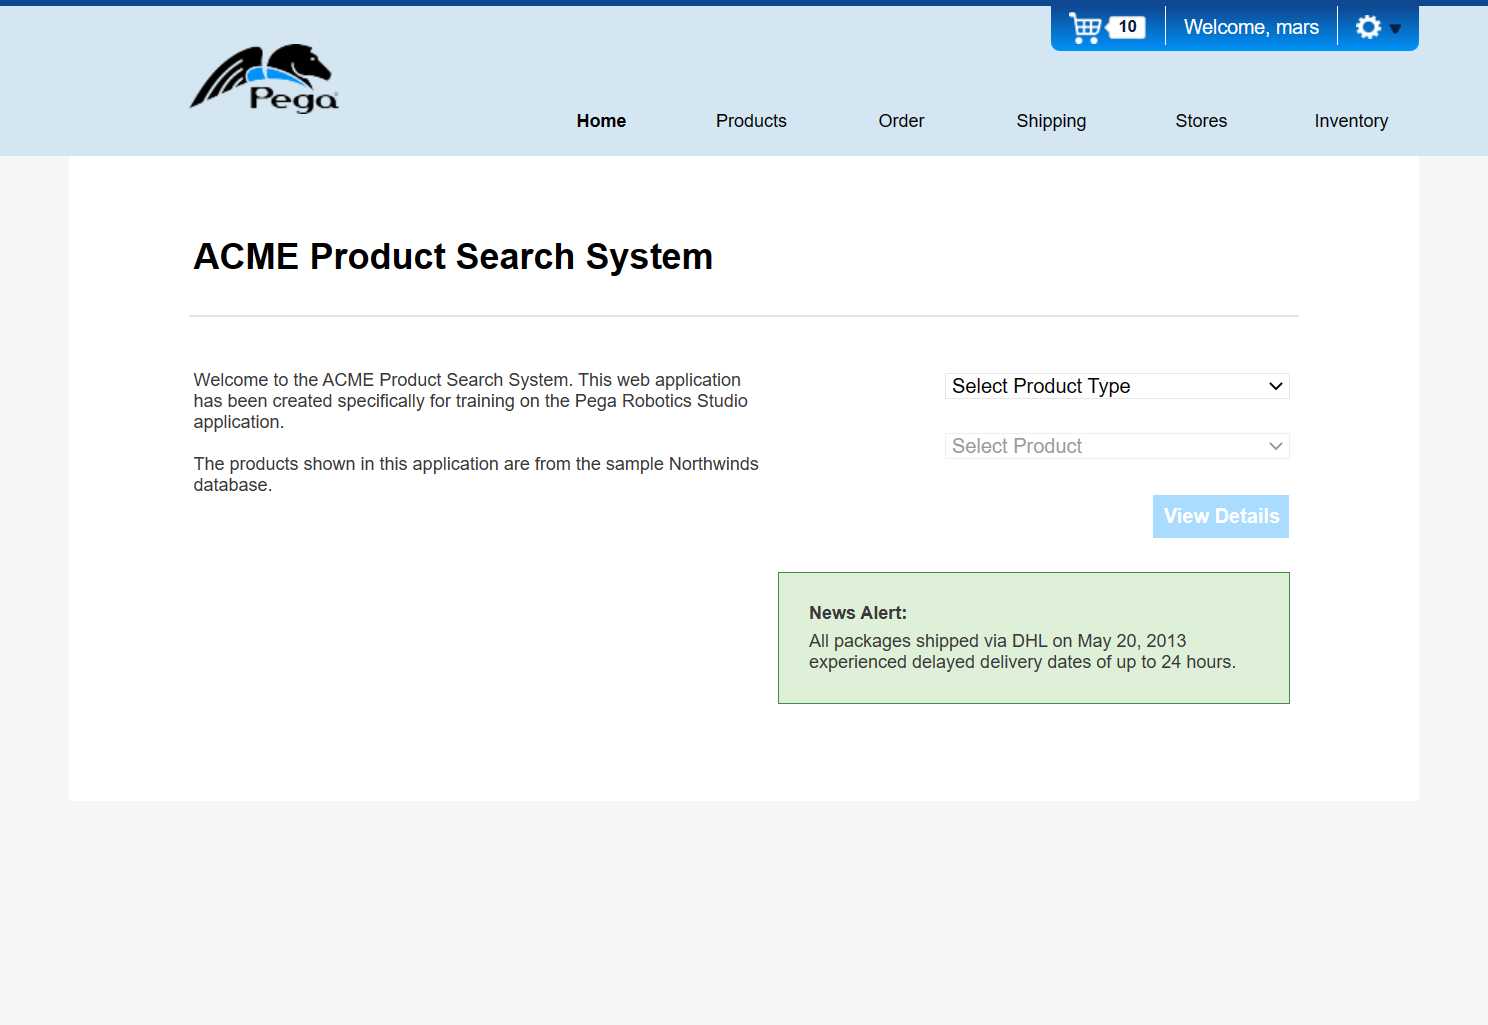 10
Welcome, mars
Pega
Home
Products
Order
Shipping
Stores
Inventory
ACME Product Search System
Welcome to the ACME Product Search System. This web application
has been created specifically for training on the Pega Robotics Studio
application.
The products shown in this application are from the sample Northwinds
database.
Select Product Type
Select Product
View Details
News Alert:
All packages shipped via DHL on May 20, 2013
experienced delayed delivery dates of up to 24 hours.